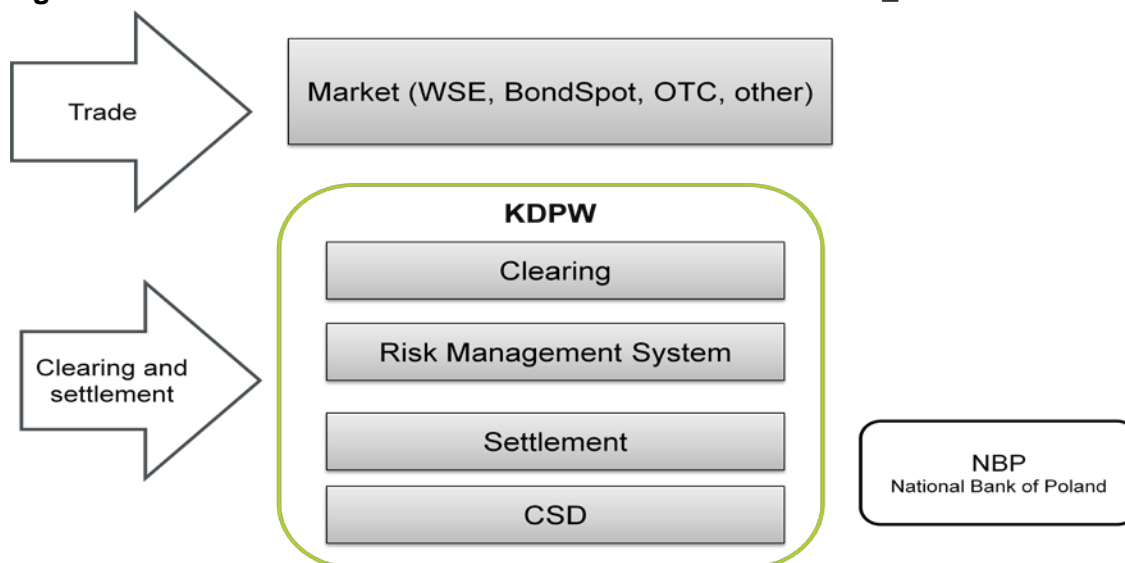 Trade
Market (WSE, BondSpot, OTC, other)
KDPW
Clearing
Risk Management System
Clearing and
settlement
Settlement
CSD
NBP
National Bank of Poland